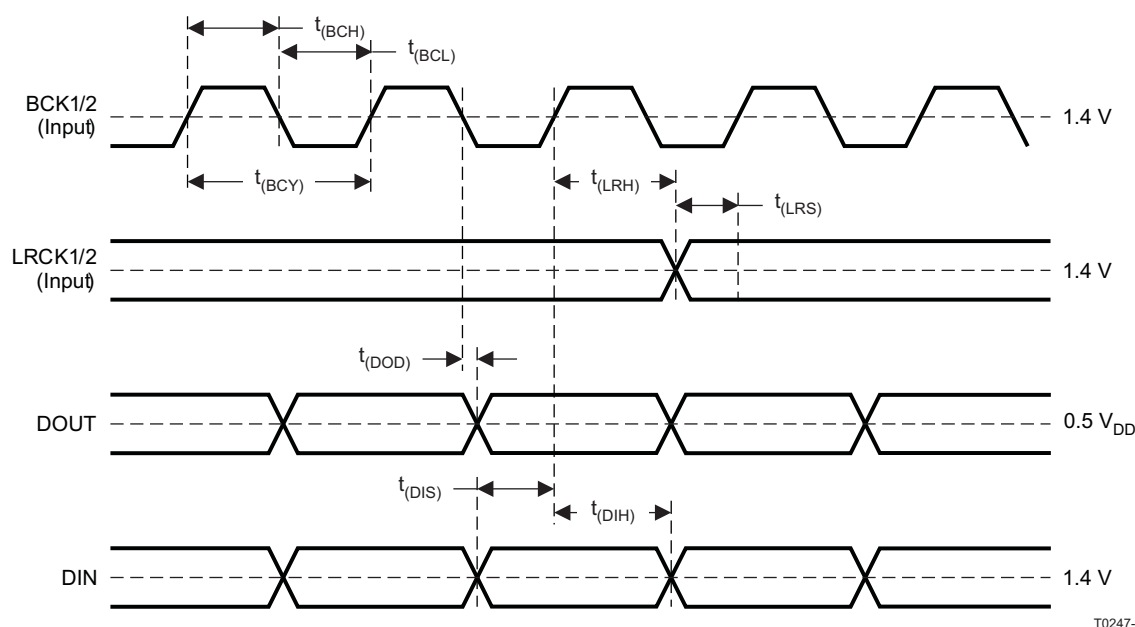 t(BCH)
t(BCL)
BCK1/2
(Input)
1.4 V
t(BCY)
t(LRH)
t(LRS)
LRCK1/2
(Input)
1.4 V
t(DOD)
DOUT
0.5 VDD
t(DIS)
t(DIH)
DIN
1.4 V
T0247-